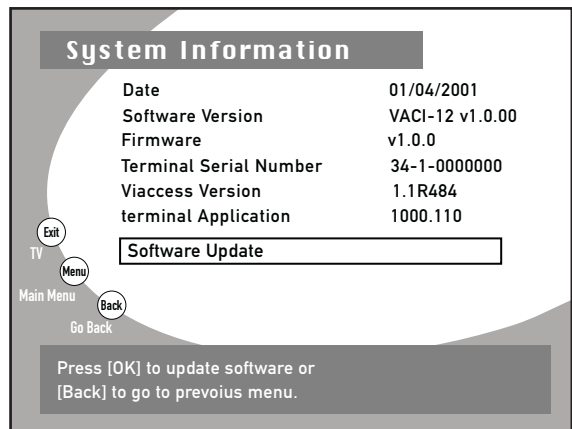 System Information
Date 01/04/2001
Software Version VACI-12 v1.0.00
Firmware v1.0.0
Terminal Serial Number 34-1-0000000
Viaccess Version 1.1R484
terminal Application 1000.110
Software Update
Exit
TV
Menu
Main Menu
Back
Go Back
Press [OK] to update software or
[Back] to go to prevoius menu.